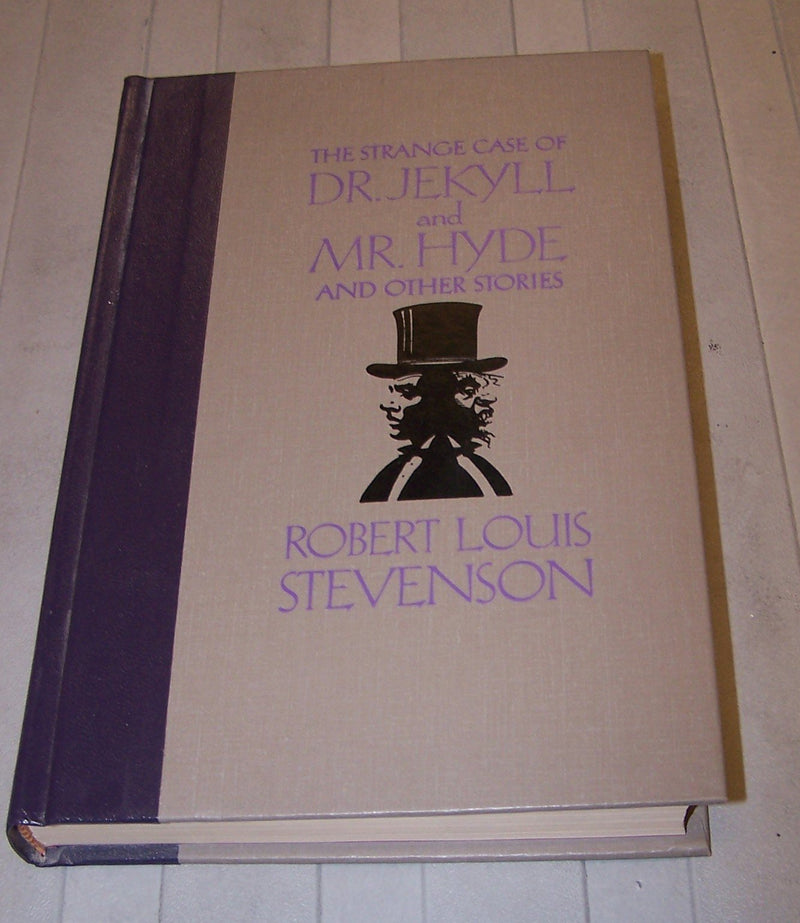 THE STRANGE CASE OF
DR. JEKYLL
and
MR. HYDE
AND OTHER STORIES
ROBERT LOUIS
STEVENSON